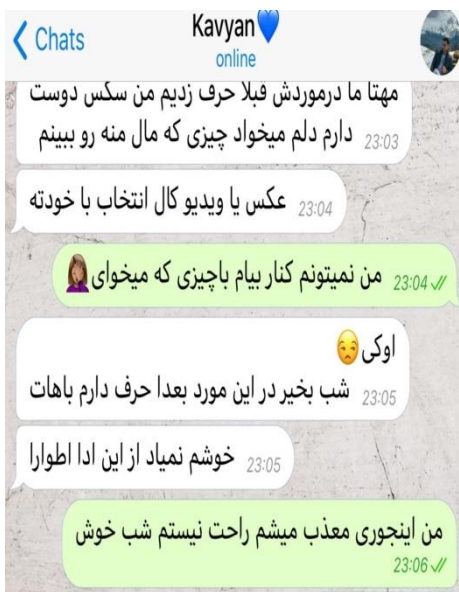 Chats
Kavyan💙
online
مهتا ما درموردش قبلا حرف زدیم من سکس دوست
دارم دلم میخواد چیزی که مال منه رو ببینم 23:03
عکس یا ویدیو کال انتخاب با خودته 23:04
من نمیتونم کنار بیام باچیزی که میخوای🤦🏽‍♀️ 23:04
اوکی😒
شب بخیر در این مورد بعدا حرف دارم باهات 23:05
خوشم نمیاد از این ادا اطوارا 23:05
من اینجوری معذب میشم راحت نیستم شب خوش
23:06